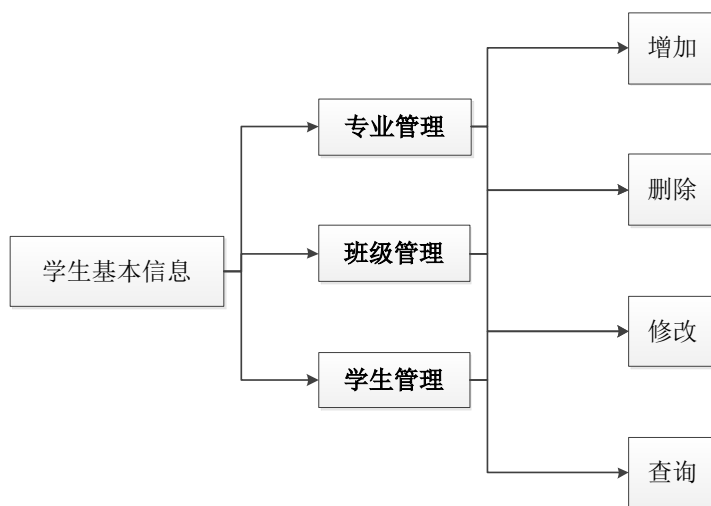 学生基本信息
专业管理
班级管理
学生管理
增加
删除
修改
查询